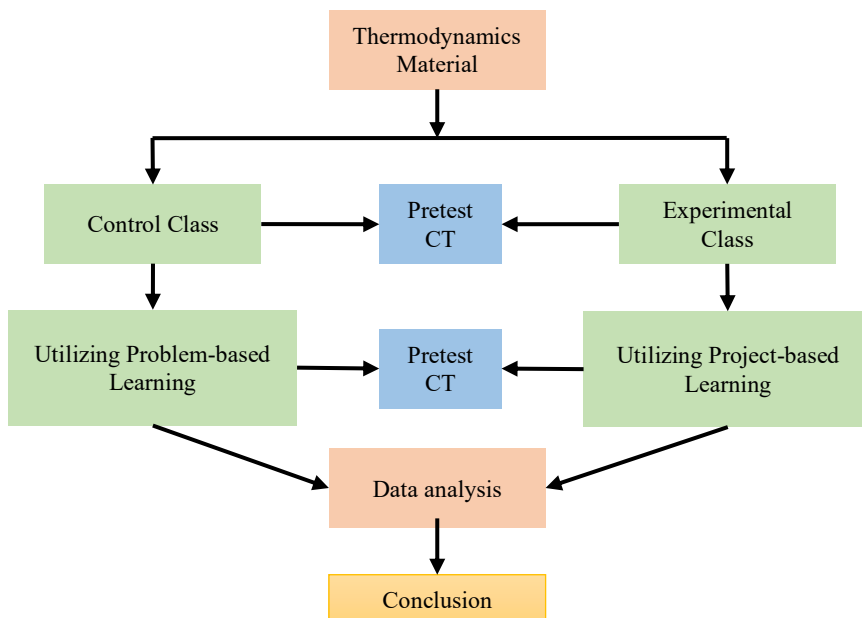 Thermodynamics
Material
Control Class
Pretest
CT
Experimental
Class
Utilizing Problem-based
Learning
Pretest
CT
Utilizing Project-based
Learning
Data analysis
Conclusion